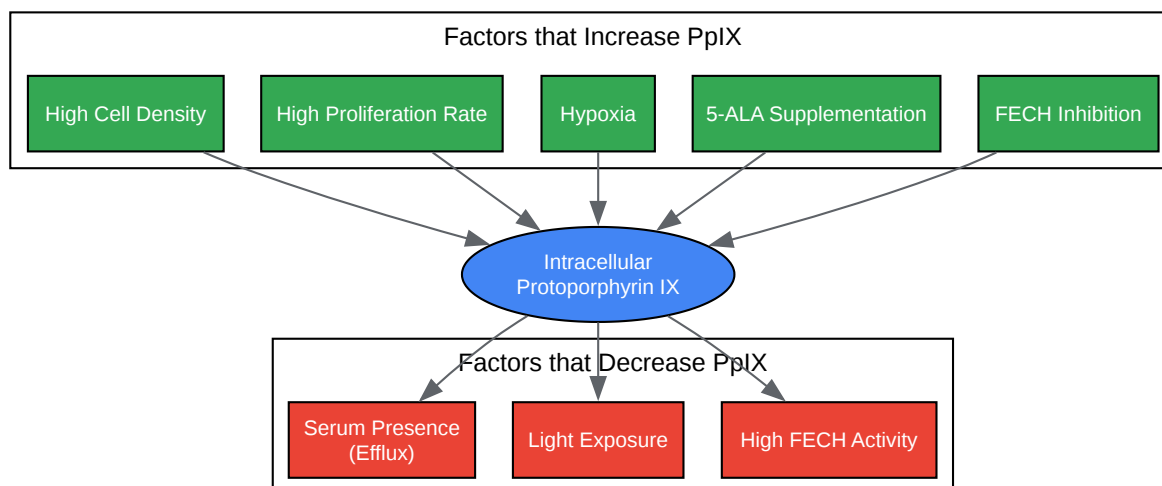 Factors that Increase PpIX
High Cell Density
High Proliferation Rate
Hypoxia
5-ALA Supplementation
FECH Inhibition
Intracellular
Protoporphyrin IX
Factors that Decrease PpIX
Serum Presence
(Efflux)
Light Exposure
High FECH Activity